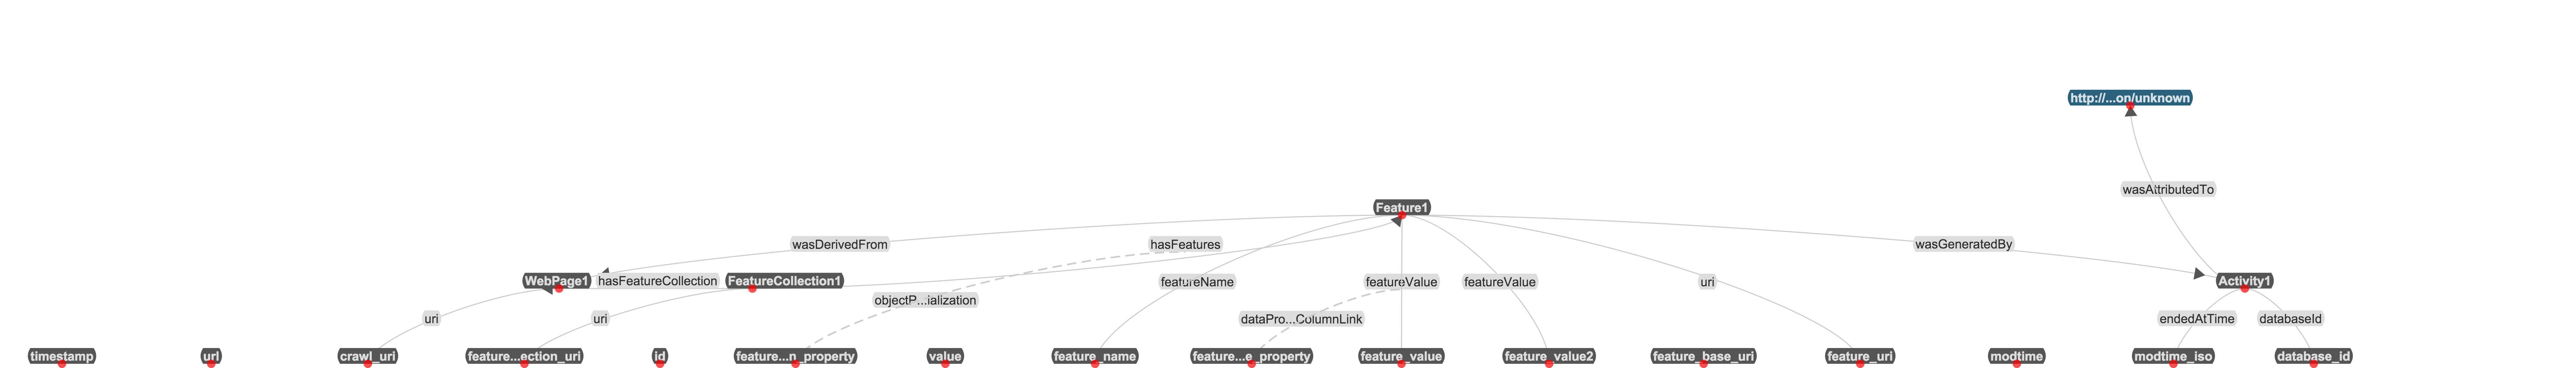 http://...on/unknown
wasAttributedTo
Feature1
wasDerivedFrom
hasFeatures
wasGeneratedBy
WebPage1
hasFeatureCollection
FeatureCollection1
featureName
featureValue
featureValue
uri
Activity1
objectP...ialization
uri
uri
dataPro...ColumnLink
endedAtTime
databaseId
timestamp
url
crawl_uri
feature...ection_uri
id
feature...n_property
value
feature_name
feature...e_property
feature_value
feature_value2
feature_base_uri
feature_uri
modtime
modtime_iso
database_id